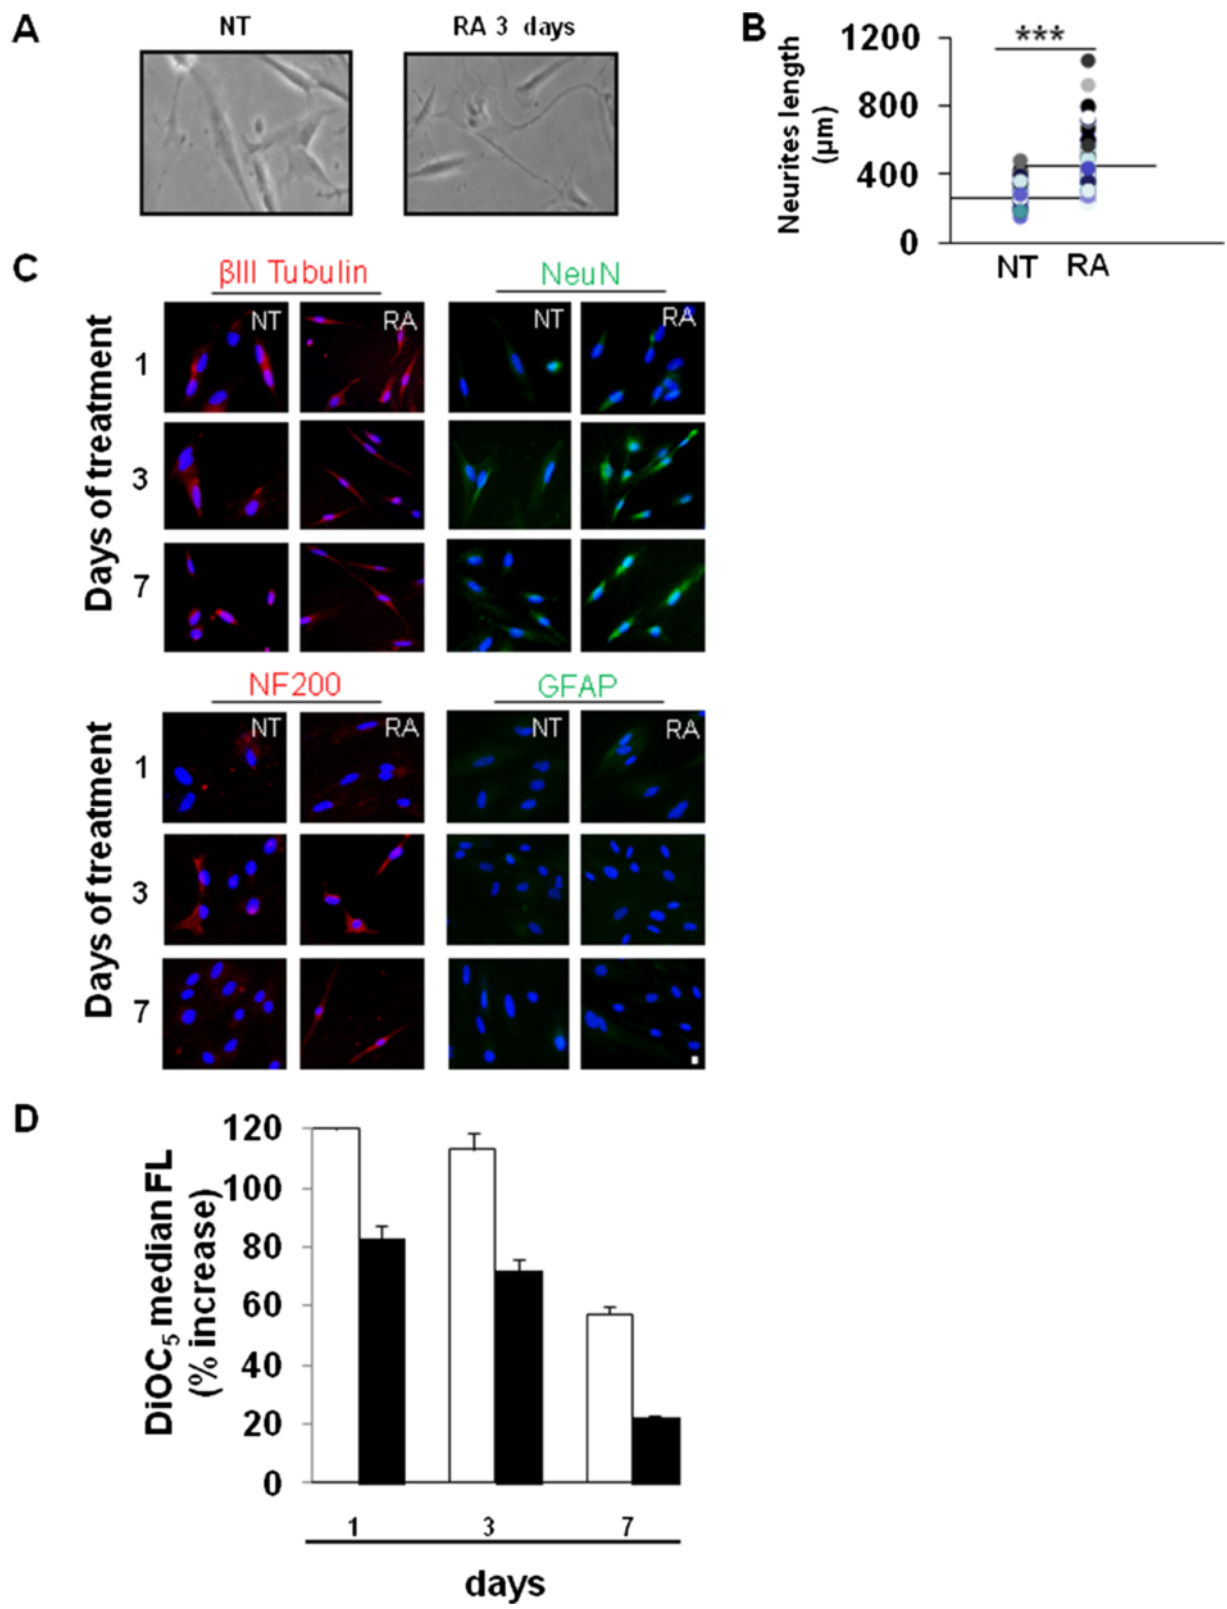 A
NT
RA 3 days
B
1200
800
400
0
Neurites length
(µm)
***
NT
RA
C
βIII Tubulin
NeuN
NT
RA
NT
RA
Days of treatment
1
3
7
NF200
GFAP
NT
RA
NT
RA
Days of treatment
1
3
7
D
DiOC5 median FL
(% increase)
120
100
80
60
40
20
0
1
3
7
days